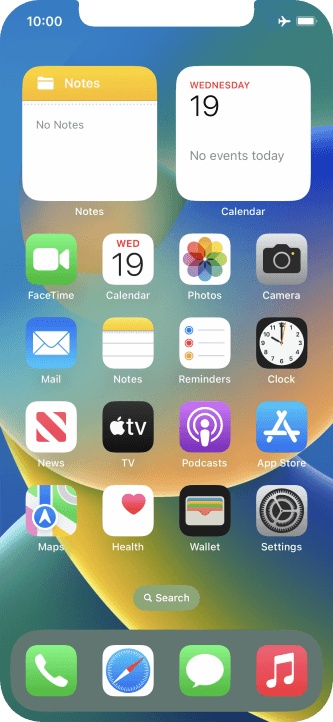 10:00
Notes
No Notes
WEDNESDAY
19
No events today
Notes
Calendar
WED
19
FaceTime
Calendar
Photos
Camera
Mail
Notes
Reminders
Clock
tv
News
TV
Podcasts
App Store
Maps
Health
Wallet
Settings
Search